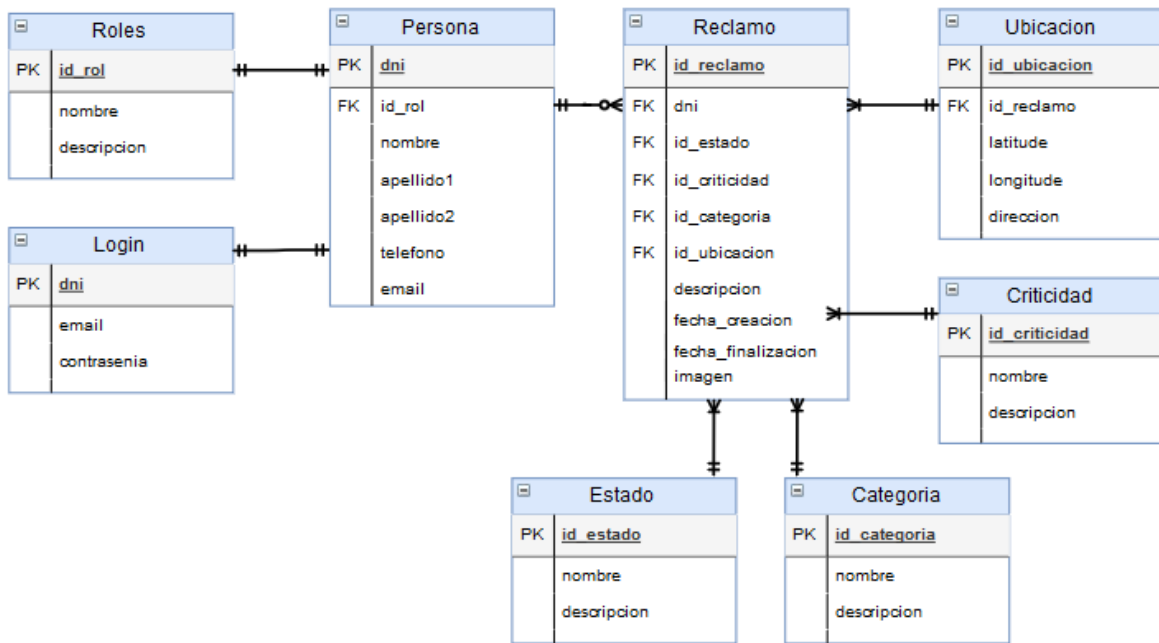 Roles
PK id_rol
nombre
descripcion
Persona
PK dni
FK id_rol
nombre
apellido1
apellido2
telefono
email
Reclamo
PK id_reclamo
FK dni
FK id_estado
FK id_criticidad
FK id_categoria
FK id_ubicacion
descripcion
fecha_creacion
fecha_finalizacion
imagen
Ubicacion
PK id_ubicacion
FK id_reclamo
latitude
longitude
direccion
Login
PK dni
email
contrasenia
Criticidad
PK id_criticidad
nombre
descripcion
Estado
PK id_estado
nombre
descripcion
Categoria
PK id_categoria
nombre
descripcion